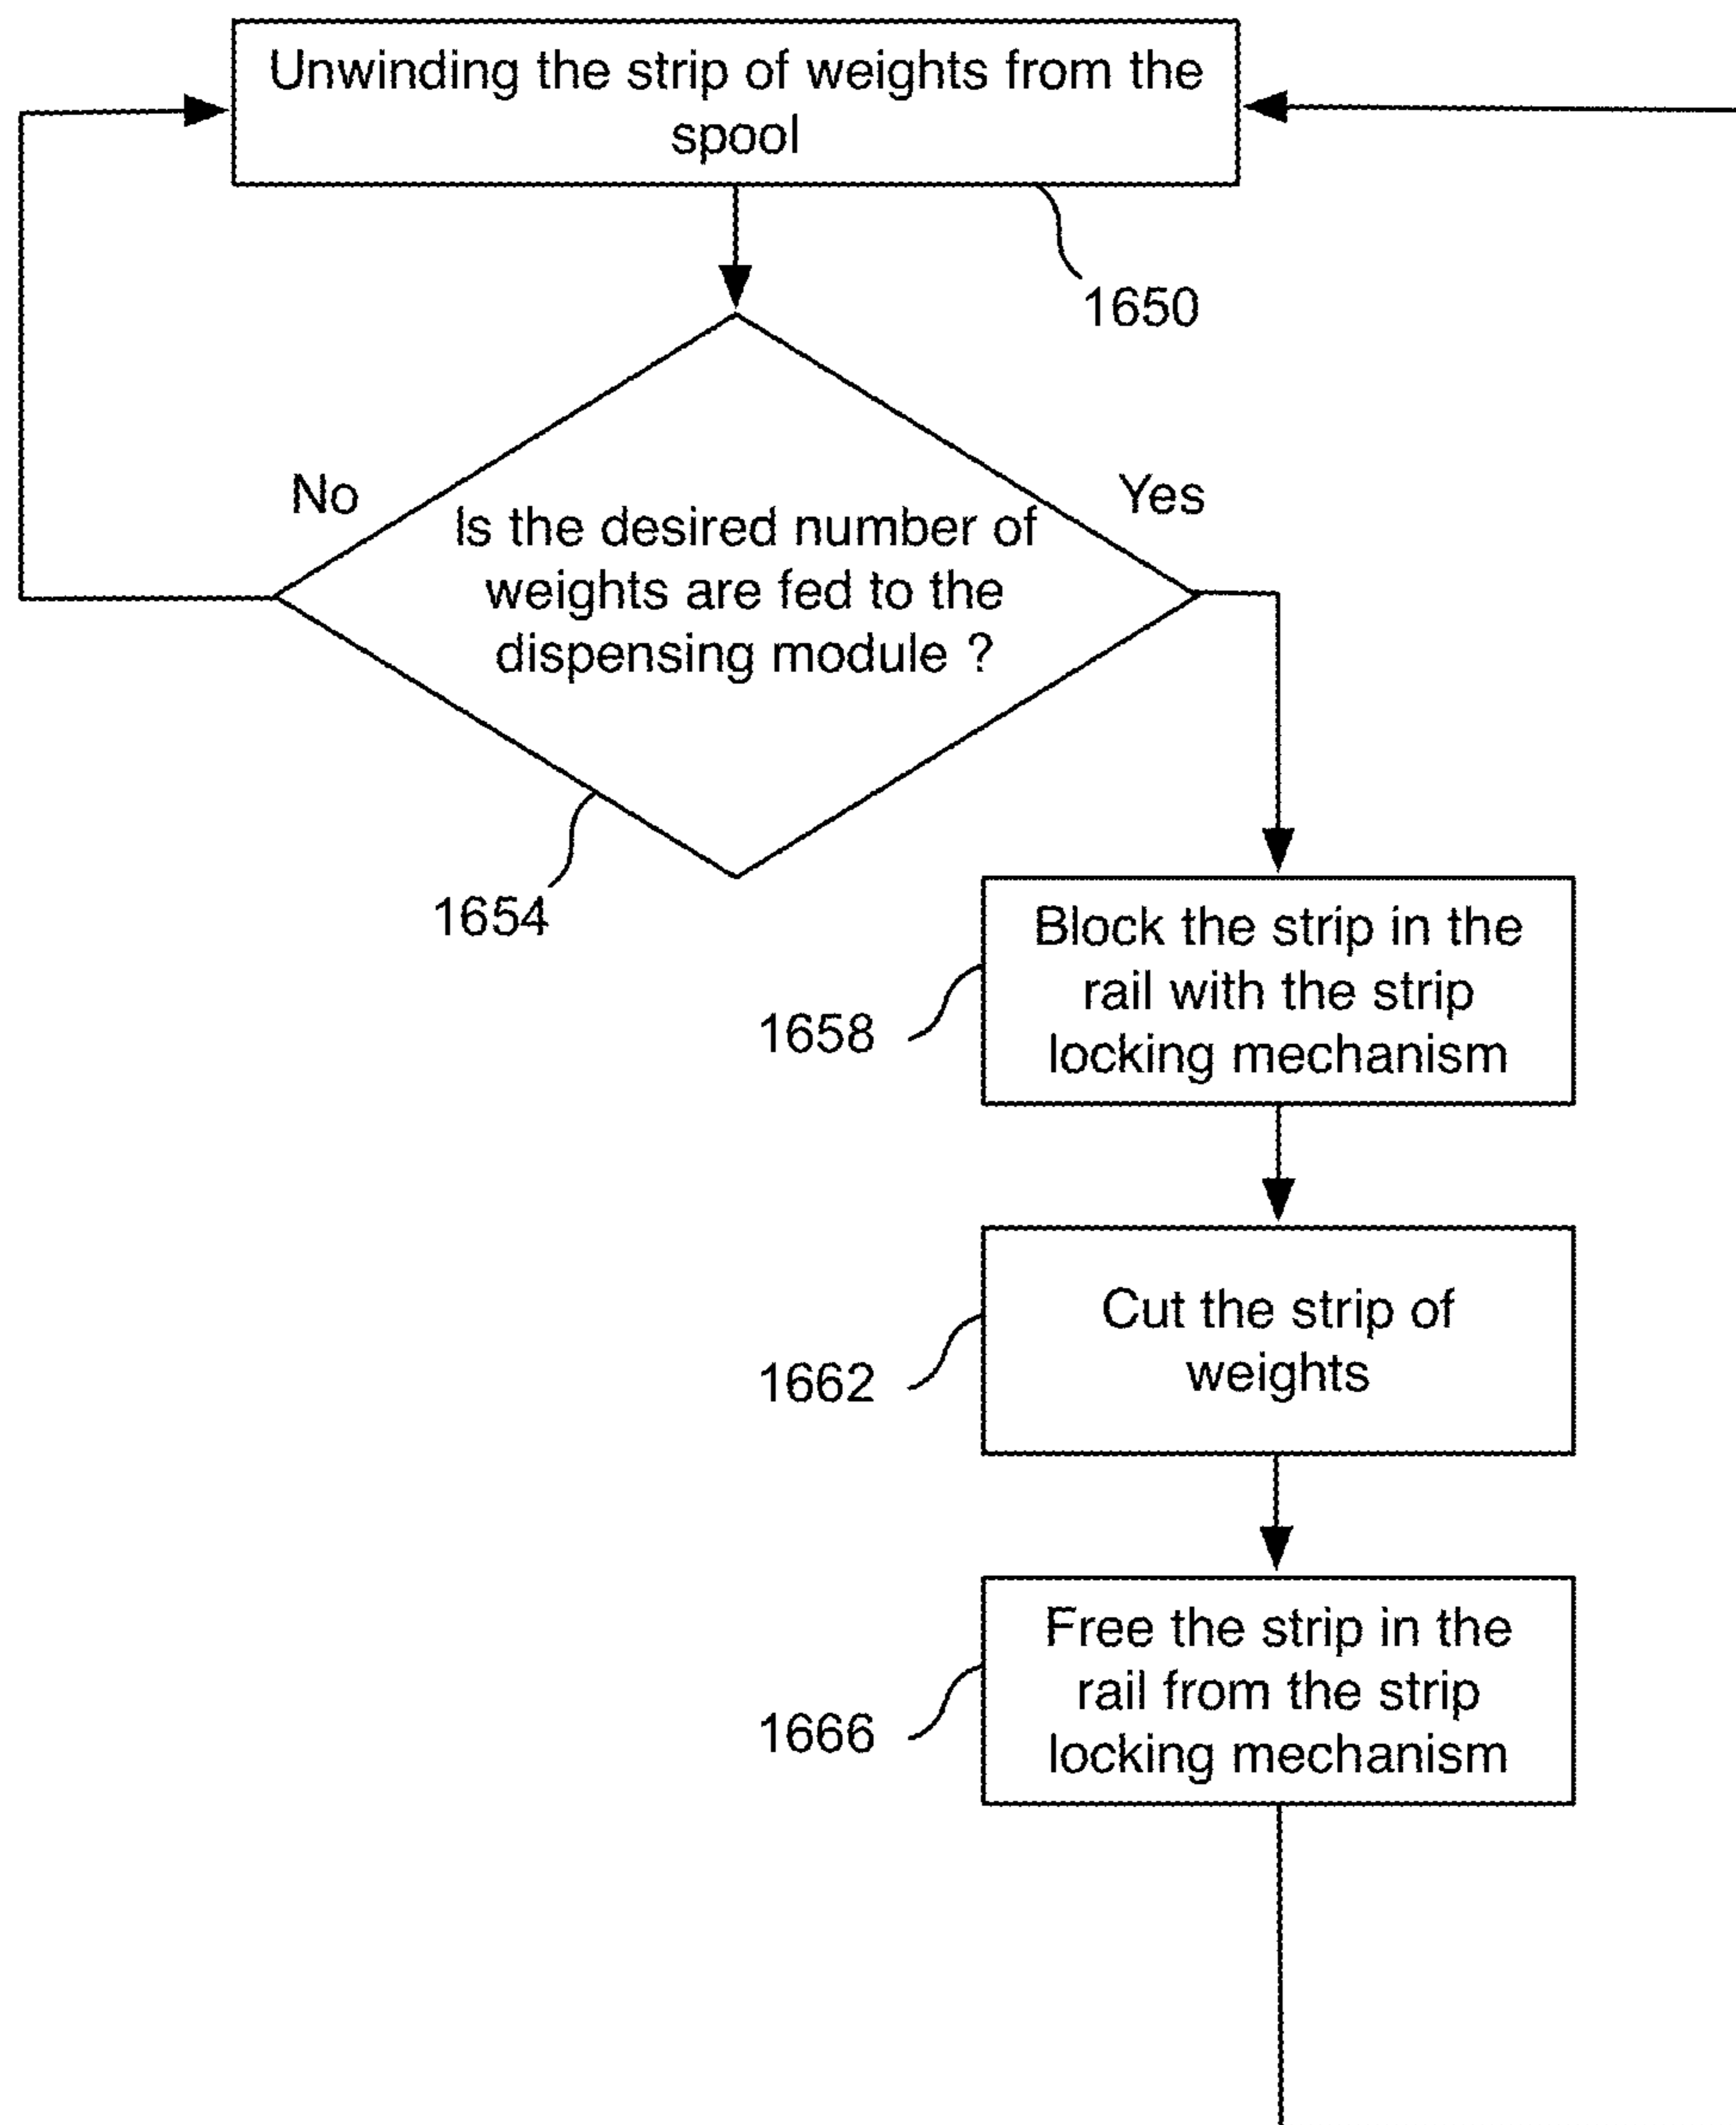 Unwinding the strip of weights from the
spool
1650
No
Yes
Is the desired number of
weights are fed to the
dispensing module ?
1654
Block the strip in the
rail with the strip
locking mechanism
1658
Cut the strip of
weights
1662
Free the strip in the
rail from the strip
locking mechanism
1666